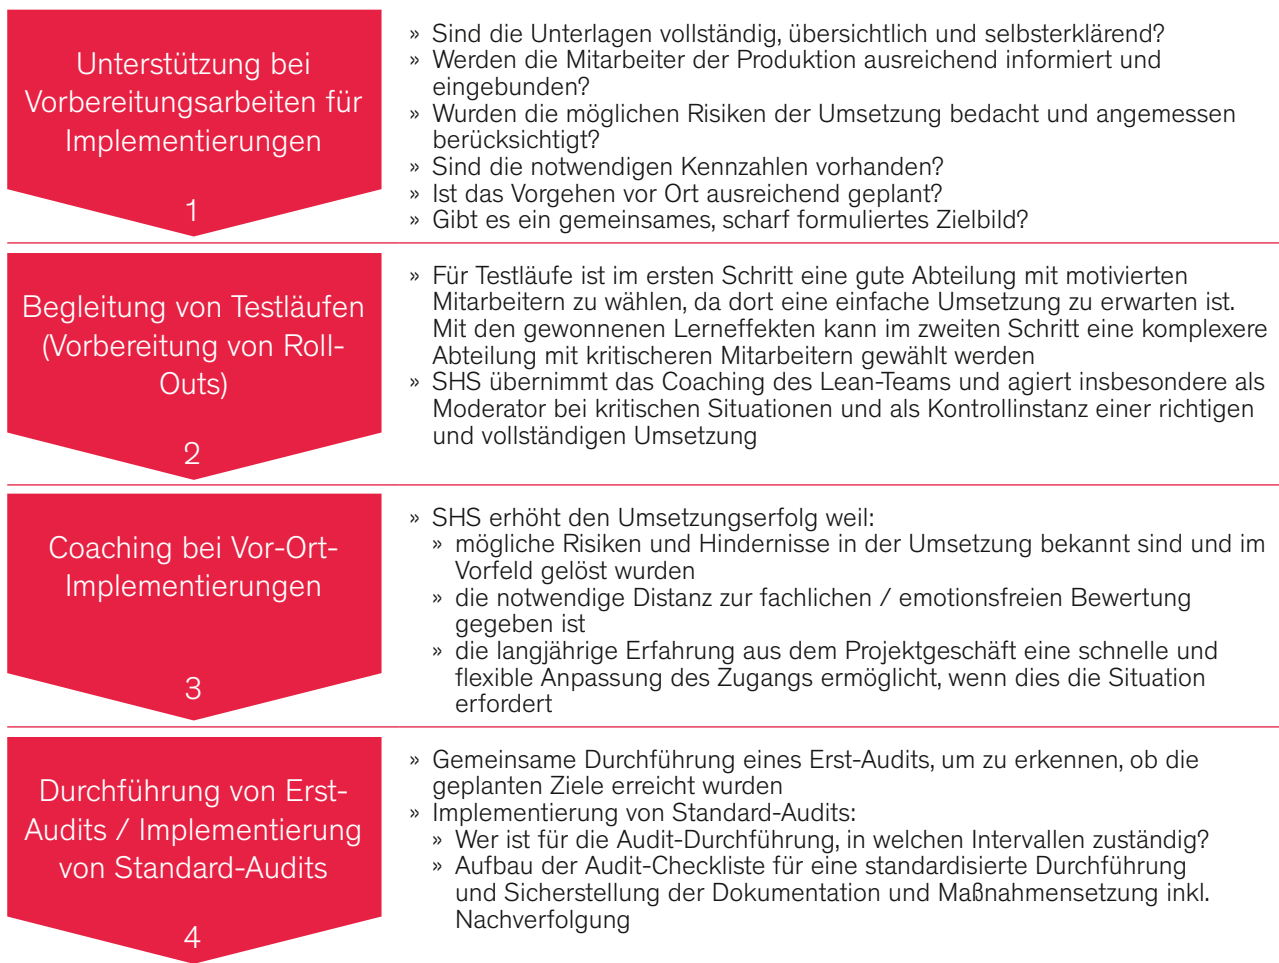 Unterstützung bei
Vorbereitungsarbeiten für
Implementierungen
1
» Sind die Unterlagen vollständig, übersichtlich und selbsterklärend?
» Werden die Mitarbeiter der Produktion ausreichend informiert und
eingebunden?
» Wurden die möglichen Risiken der Umsetzung bedacht und angemessen
berücksichtigt?
» Sind die notwendigen Kennzahlen vorhanden?
» Ist das Vorgehen vor Ort ausreichend geplant?
» Gibt es ein gemeinsames, scharf formuliertes Zielbild?
Begleitung von Testläufen
(Vorbereitung von Roll-
Outs)
2
» Für Testläufe ist im ersten Schritt eine gute Abteilung mit motivierten
Mitarbeitern zu wählen, da dort eine einfache Umsetzung zu erwarten ist.
Mit den gewonnenen Lerneffekten kann im zweiten Schritt eine komplexere
Abteilung mit kritischeren Mitarbeitern gewählt werden
» SHS übernimmt das Coaching des Lean-Teams und agiert insbesondere als
Moderator bei kritischen Situationen und als Kontrollinstanz einer richtigen
und vollständigen Umsetzung
Coaching bei Vor-Ort-
Implementierungen
3
» SHS erhöht den Umsetzungserfolg weil:
» mögliche Risiken und Hindernisse in der Umsetzung bekannt sind und im
Vorfeld gelöst wurden
» die notwendige Distanz zur fachlichen / emotionsfreien Bewertung
gegeben ist
» die langjährige Erfahrung aus dem Projektgeschäft eine schnelle und
flexible Anpassung des Zugangs ermöglicht, wenn dies die Situation
erfordert
Durchführung von Erst-
Audits / Implementierung
von Standard-Audits
4
» Gemeinsame Durchführung eines Erst-Audits, um zu erkennen, ob die
geplanten Ziele erreicht wurden
» Implementierung von Standard-Audits:
» Wer ist für die Audit-Durchführung, in welchen Intervallen zuständig?
» Aufbau der Audit-Checkliste für eine standardisierte Durchführung
und Sicherstellung der Dokumentation und Maßnahmensetzung inkl.
Nachverfolgung